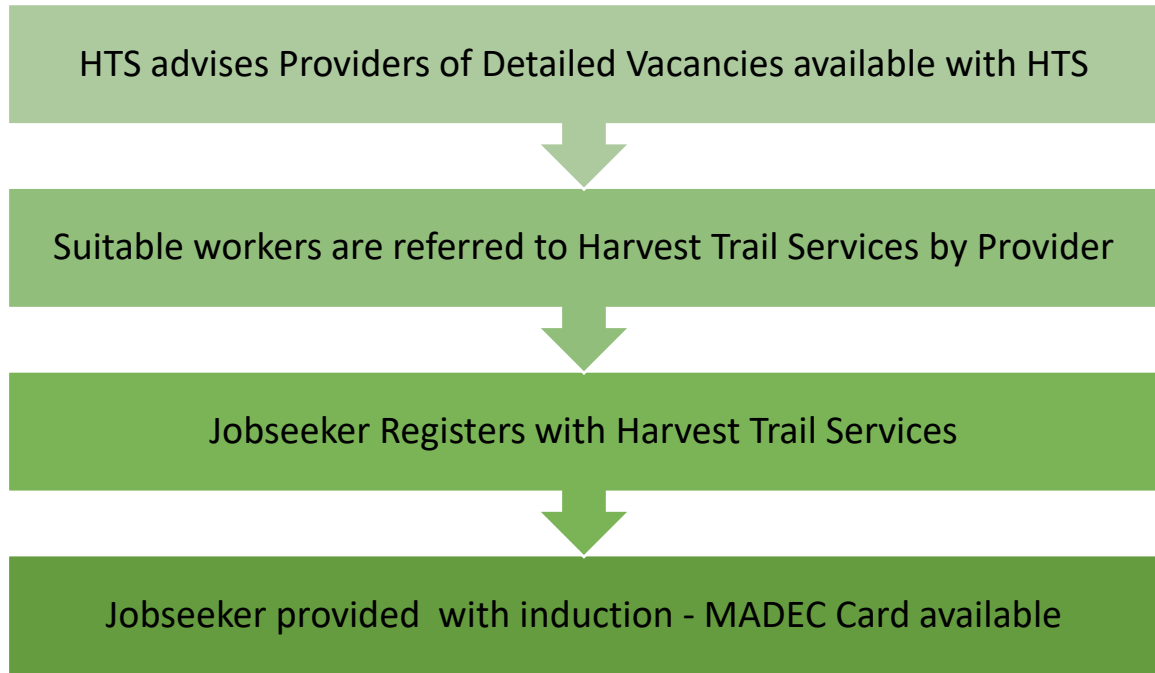 HTS advises Providers of Detailed Vacancies available with HTS
Suitable workers are referred to Harvest Trail Services by Provider
Jobseeker Registers with Harvest Trail Services
Jobseeker provided  with induction - MADEC Card available